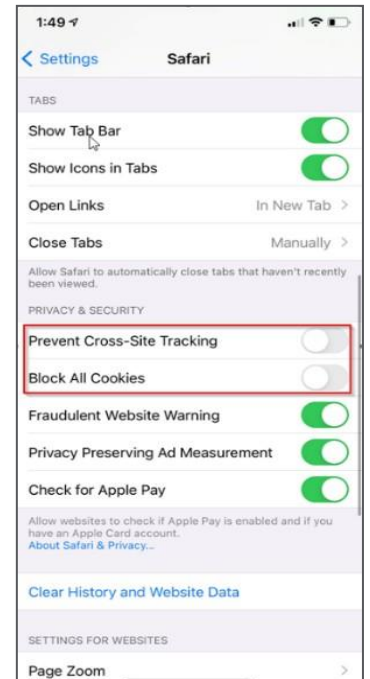 1:49
Settings
Safari
TABS
Show Tab Bar
Show Icons in Tabs
Open Links In New Tab >
Close Tabs Manually >
Allow Safari to automatically close tabs that haven't recently
been viewed.
PRIVACY & SECURITY
Prevent Cross-Site Tracking
Block All Cookies
Fraudulent Website Warning
Privacy Preserving Ad Measurement
Check for Apple Pay
Allow websites to check if Apple Pay is enabled and if you
have an Apple Card account.
About Safari & Privacy...
Clear History and Website Data
SETTINGS FOR WEBSITES
Page Zoom >